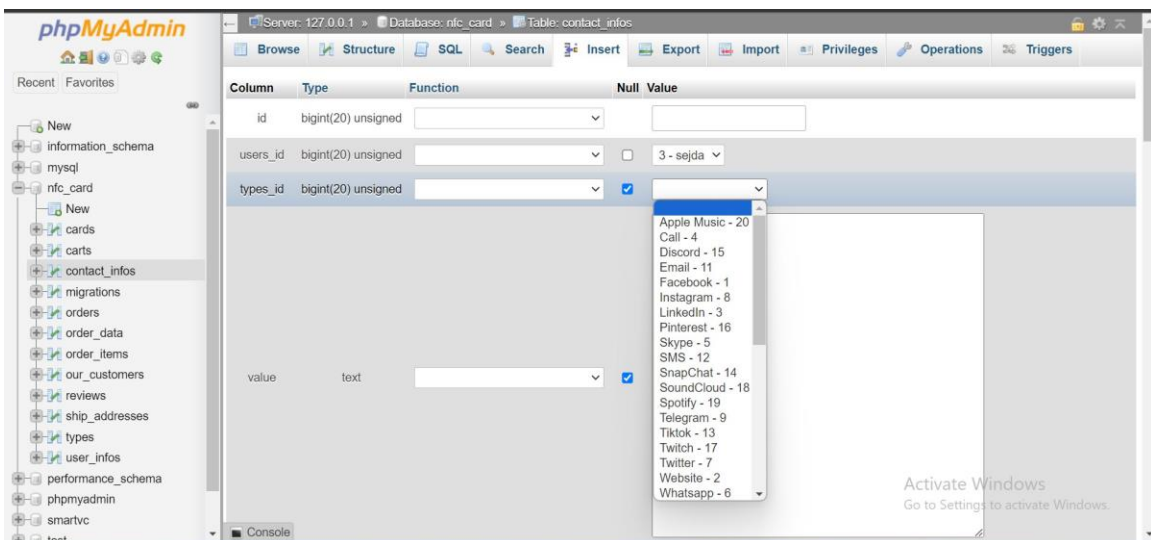 phpMyAdmin
Recent Favorites
New
information_schema
mysql
nfc_card
New
cards
carts
contact_infos
migrations
orders
order_data
order_items
our_customers
reviews
ship_addresses
types
user_infos
performance_schema
phpmyadmin
smartvc
test
Server: 127.0.0.1 » Database: nfc_card » Table: contact_infos
Browse Structure SQL Search Insert Export Import Privileges Operations Triggers
Column Type Function Null Value
id bigint(20) unsigned
users_id bigint(20) unsigned 3 - sejda
types_id bigint(20) unsigned
Apple Music - 20
Call - 4
Discord - 15
Email - 11
Facebook - 1
Instagram - 8
LinkedIn - 3
Pinterest - 16
Skype - 5
SMS - 12
SnapChat - 14
SoundCloud - 18
Spotify - 19
Telegram - 9
Tiktok - 13
Twitch - 17
Twitter - 7
Website - 2
Whatsapp - 6
value text
Activate Windows
Go to Settings to activate Windows.
Console